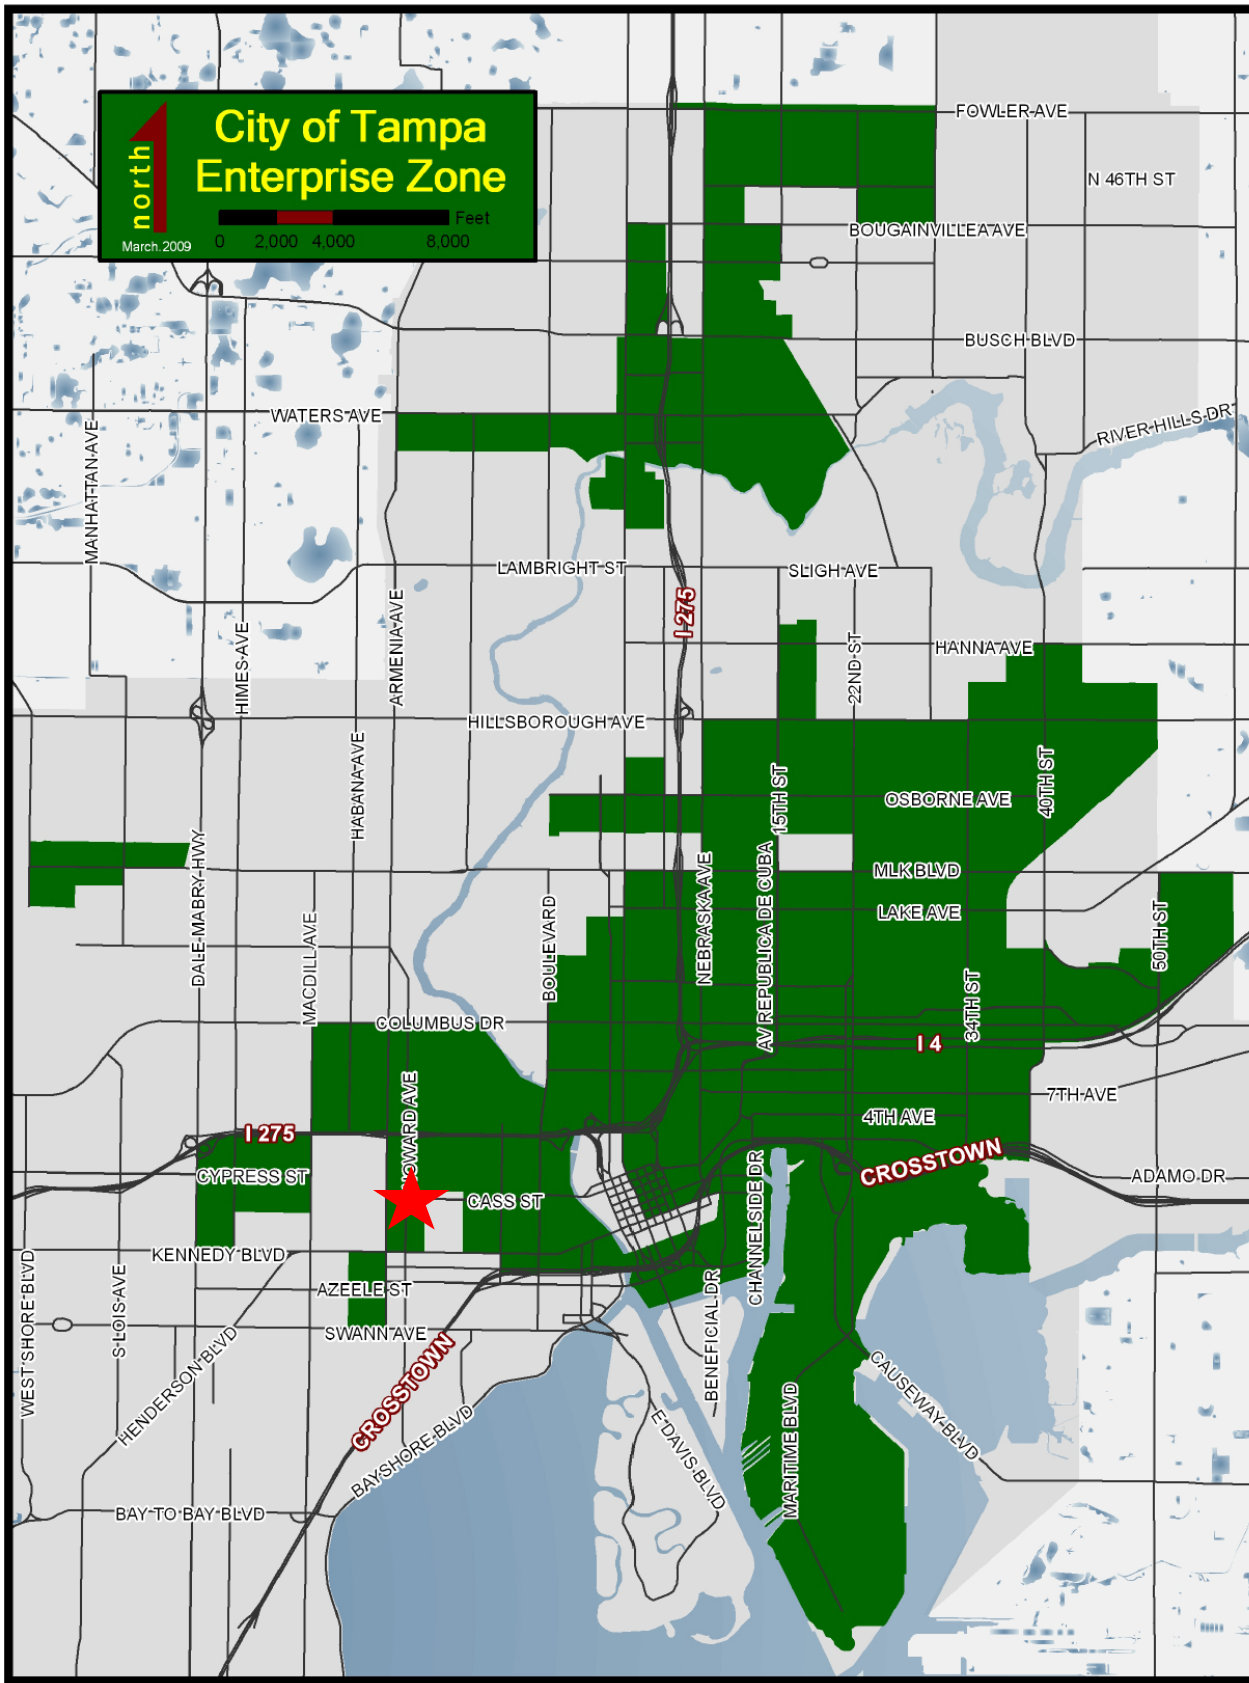 City of Tampa
Enterprise Zone
north
March.2009
Feet
0 2,000 4,000 8,000
FOWLER AVE
N 46TH ST
BOUGAINVILLEA AVE
BUSCH BLVD
WATERS AVE
RIVER HILLS DR
MANHATTAN AVE
LAMBRIGHT ST
SLIGH AVE
I 275
ARMENIA AVE
HIMES AVE
22ND ST
HANNA AVE
HILLSBOROUGH AVE
HABANA AVE
15TH ST
40TH ST
OSBORNE AVE
DALE MABRY HWY
MLK BLVD
NEBRASKA AVE
AV REPUBLICA DE CUBA
LAKE AVE
MACDILL AVE
BOULEVARD
50TH ST
34TH ST
COLUMBUS DR
I 4
7TH AVE
4TH AVE
HOWARD AVE
I 275
CYPRESS ST
CROSSTOWN
ADAMO DR
CASS ST
CHANNELSIDE DR
KENNEDY BLVD
WEST SHORE BLVD
S LOIS AVE
AZEELE ST
BENEFICIAL DR
SWANN AVE
HENDERSON BLVD
CROSSTOWN
CAUSEWAY BLVD
MARITIME BLVD
BAYSHORE BLVD
E DAVIS BLVD
BAY TO BAY BLVD